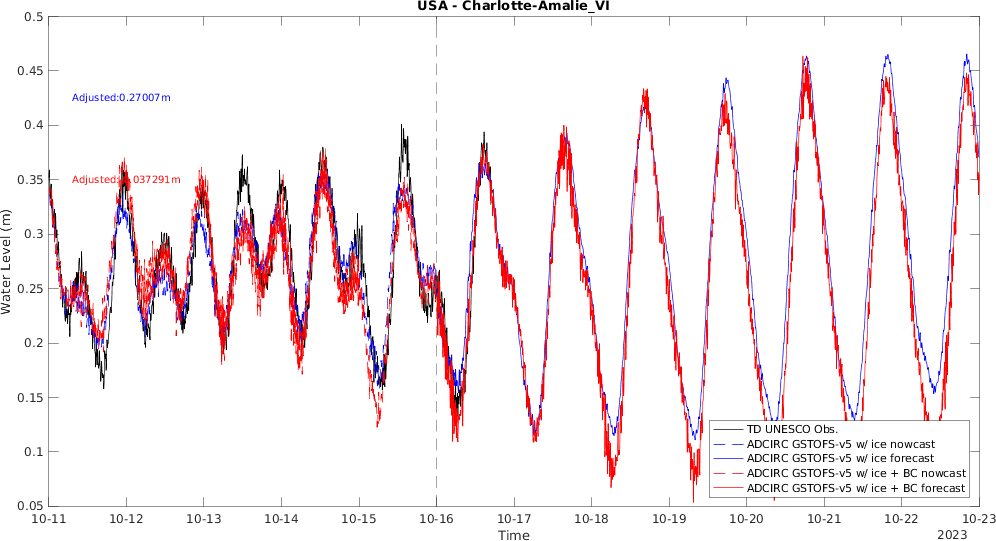 USA - Charlotte-Amalie_VI
0.5
0.45
0.4
0.35
0.3
0.25
0.2
0.15
0.1
0.05
Water Level (m)
Adjusted:0.27007m
Adjusted: 037291m
TD UNESCO Obs.
ADCIRC GSTOFS-v5 w/ ice nowcast
ADCIRC GSTOFS-v5 w/ ice forecast
ADCIRC GSTOFS-v5 w/ ice + BC nowcast
ADCIRC GSTOFS-v5 w/ ice + BC forecast
10-11 10-12 10-13 10-14 10-15 10-16 10-17 10-18 10-19 10-20 10-21 10-22 10-23
Time
2023